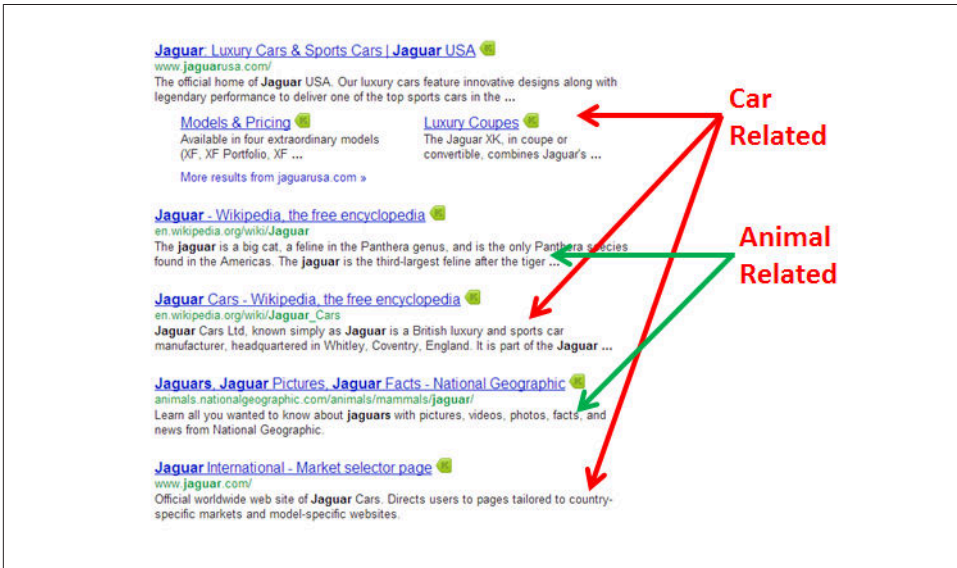 Jaguar: Luxury Cars & Sports Cars | Jaguar USA
www.jaguarusa.com/
The official home of Jaguar USA. Our luxury cars feature innovative designs along with
legendary performance to deliver one of the top sports cars in the ...
Models & Pricing
Available in four extraordinary models
(XF, XF Portfolio, XF ...
Luxury Coupes
The Jaguar XK, in coupe or
convertible, combines Jaguar's ...
More results from jaguarusa.com »
Jaguar - Wikipedia, the free encyclopedia
en.wikipedia.org/wiki/Jaguar
The jaguar is a big cat, a feline in the Panthera genus, and is the only Panthera species
found in the Americas. The jaguar is the third-largest feline after the tiger ...
Jaguar Cars - Wikipedia, the free encyclopedia
en.wikipedia.org/wiki/Jaguar_Cars
Jaguar Cars Ltd, known simply as Jaguar is a British luxury and sports car
manufacturer, headquartered in Whitley, Coventry, England. It is part of the Jaguar ...
Jaguars, Jaguar Pictures, Jaguar Facts - National Geographic
animals.nationalgeographic.com/animals/mammals/jaguar/
Learn all you wanted to know about jaguars with pictures, videos, photos, facts, and
news from National Geographic.
Jaguar International - Market selector page
www.jaguar.com/
Official worldwide web site of Jaguar Cars. Directs users to pages tailored to country-
specific markets and model-specific websites.
Car
Related
Animal
Related